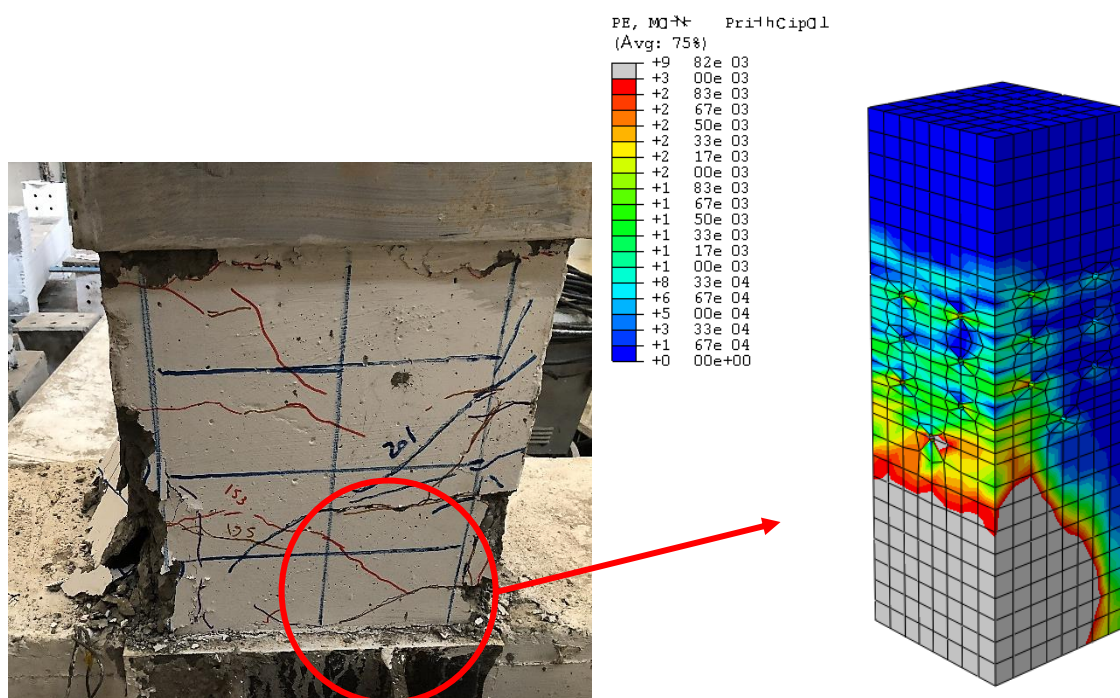 PE, Max Principal
(Avg: 75%)
+9 82e 03
+3 00e 03
+2 83e 03
+2 67e 03
+2 50e 03
+2 33e 03
+2 17e 03
+2 00e 03
+1 83e 03
+1 67e 03
+1 50e 03
+1 33e 03
+1 17e 03
+1 00e 03
+8 33e 04
+6 67e 04
+5 00e 04
+3 33e 04
+1 67e 04
+0 00e+00
201
153
195